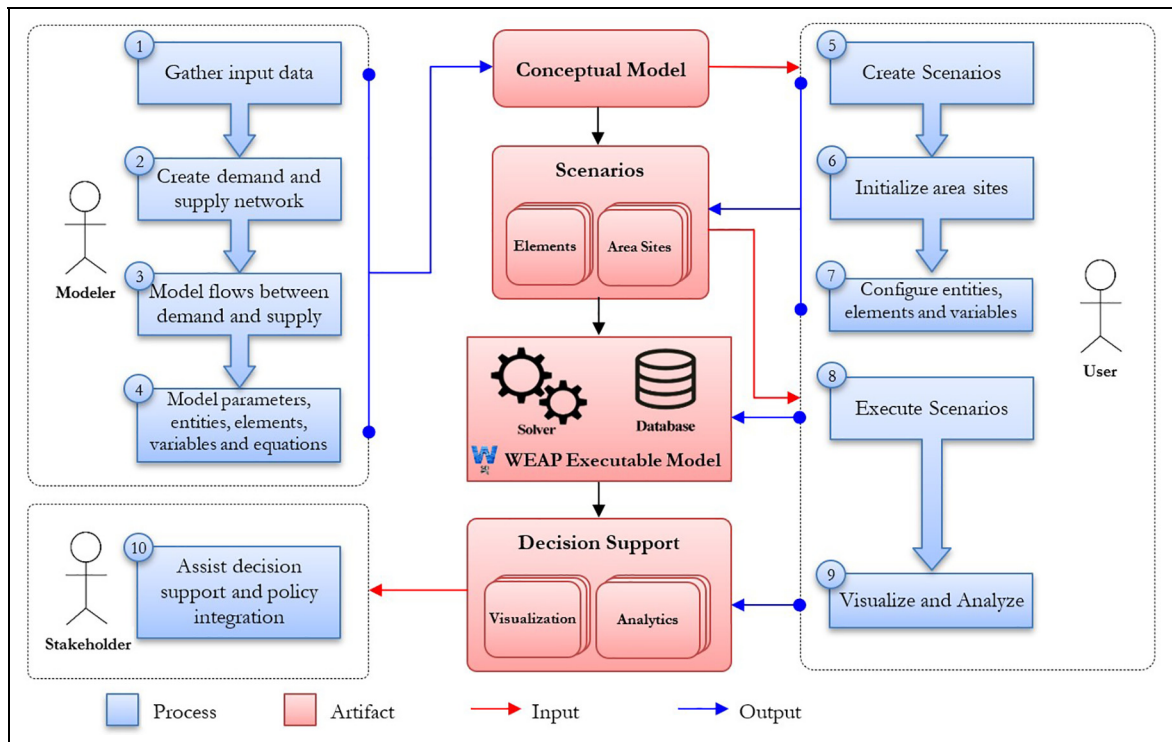 1
Gather input data
2
Create demand and
supply network
3
Model flows between
demand and supply
4
Model parameters,
entities, elements,
variables and equations
Modeler
Conceptual Model
Scenarios
Elements
Area Sites
Solver
Database
W
WEAP Executable Model
Decision Support
Visualization
Analytics
5
Create Scenarios
6
Initialize area sites
7
Configure entities,
elements and variables
8
Execute Scenarios
9
Visualize and Analyze
User
10
Assist decision
support and policy
integration
Stakeholder
Process
Artifact
Input
Output